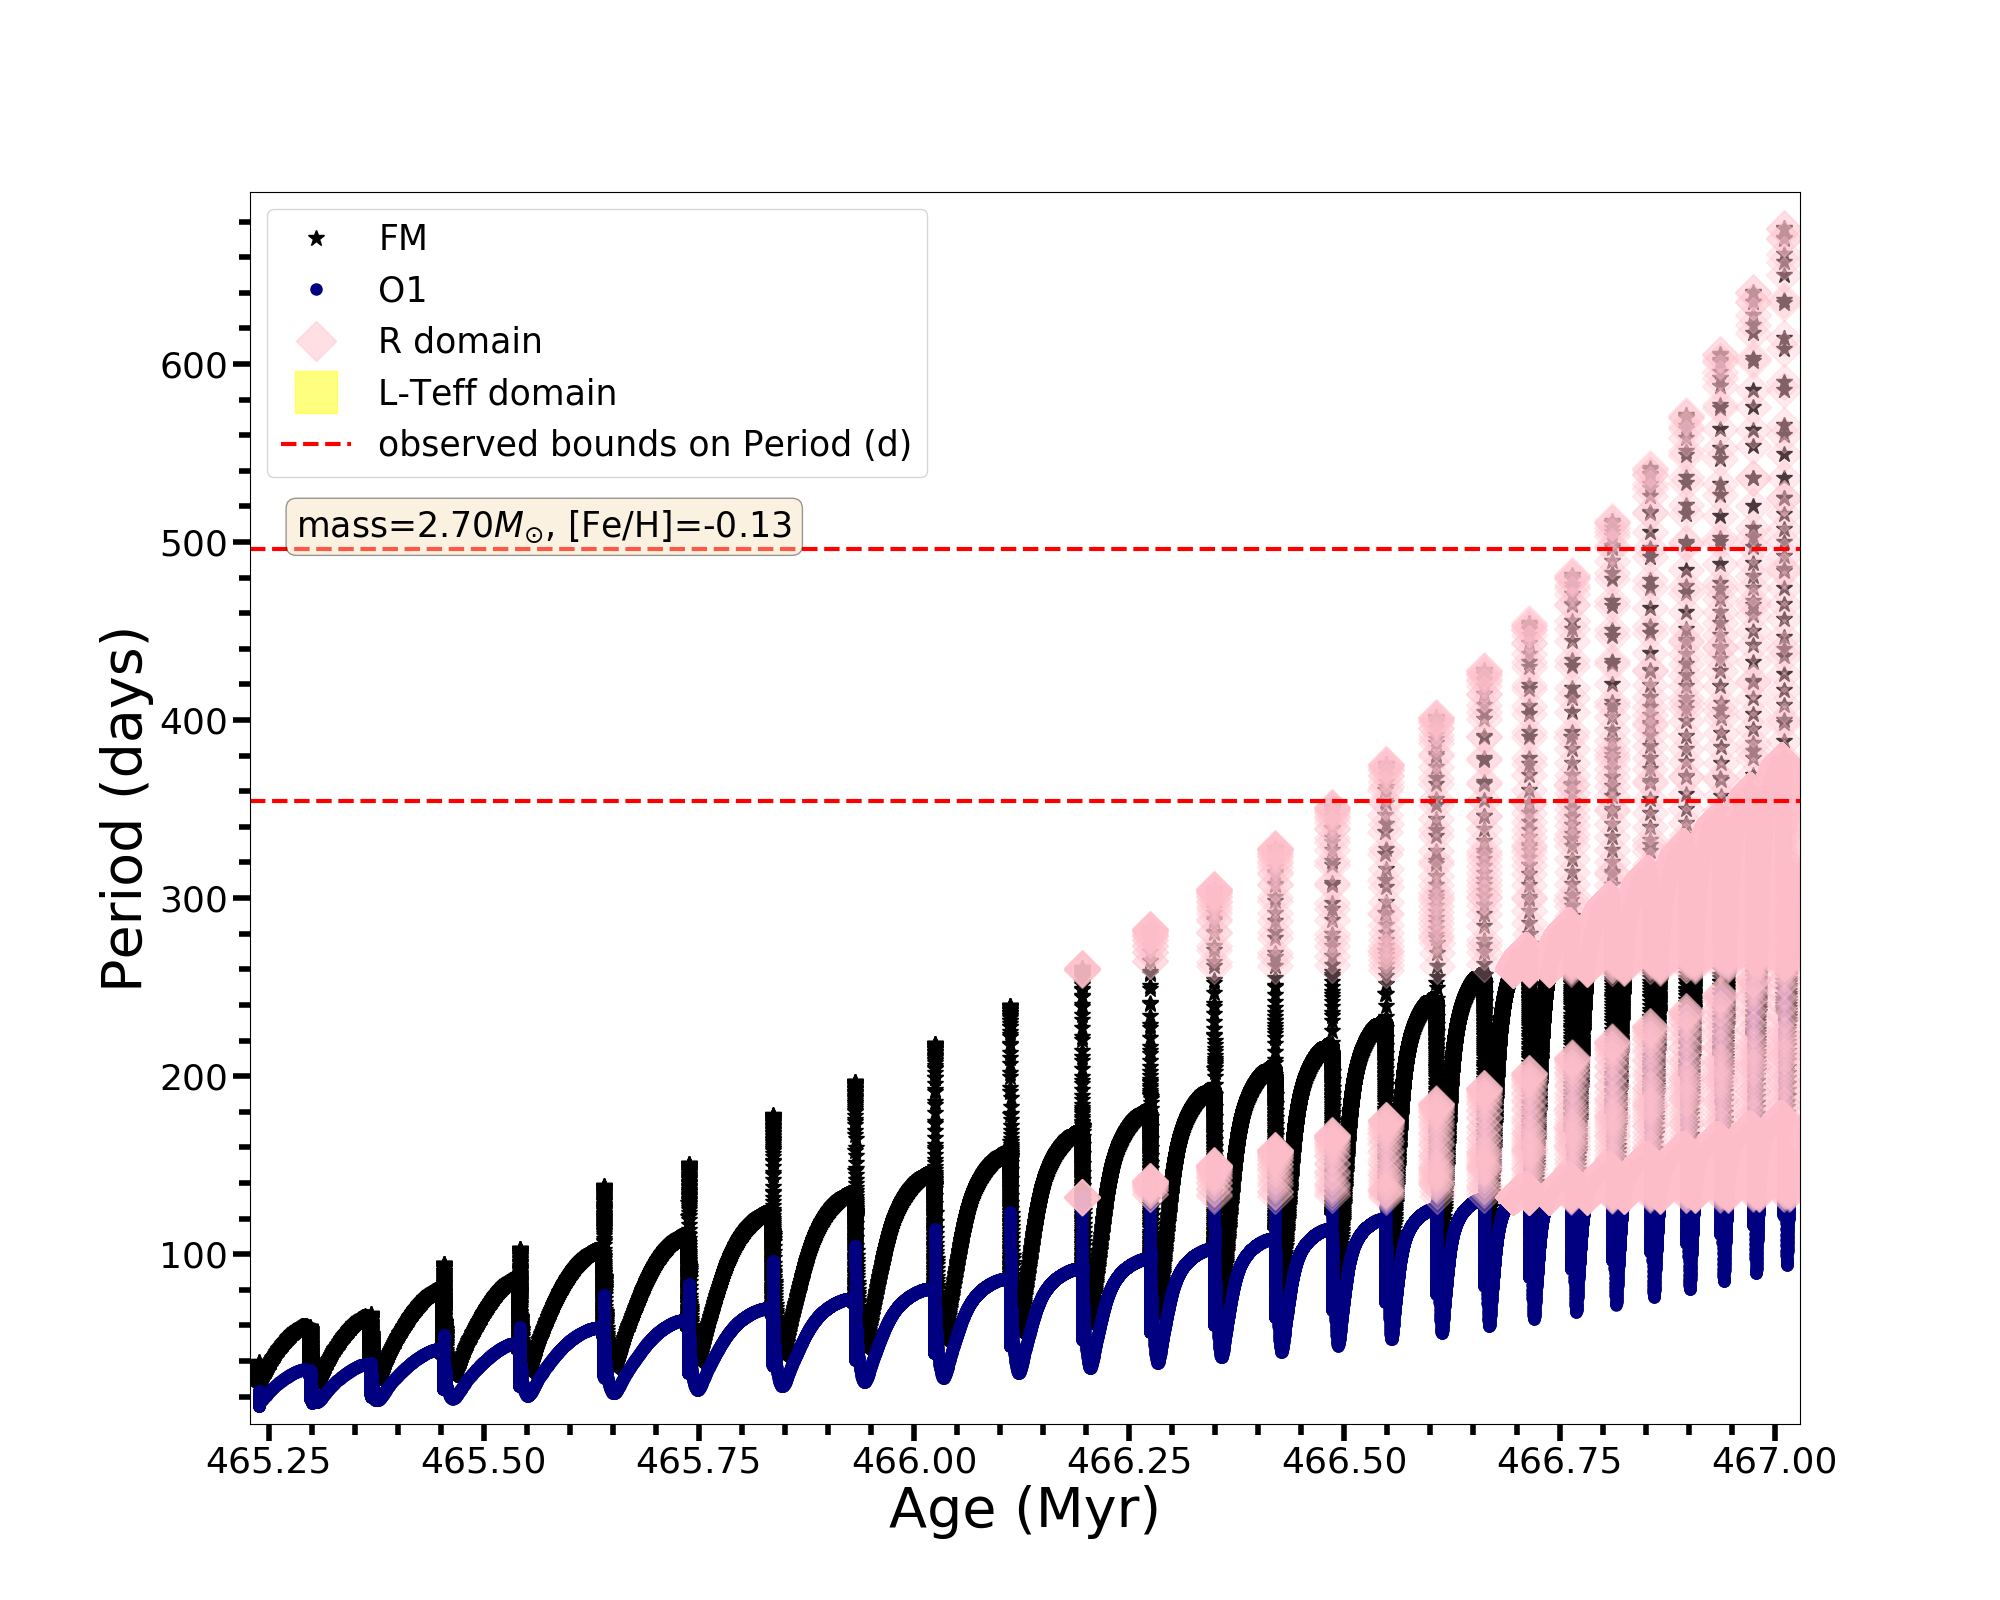 FM
O1
R domain
L-Teff domain
observed bounds on Period (d)
mass=2.70M⊙, [Fe/H]=-0.13
Period (days)
600
500
400
300
200
100
465.25 465.50 465.75 466.00 466.25 466.50 466.75 467.00
Age (Myr)